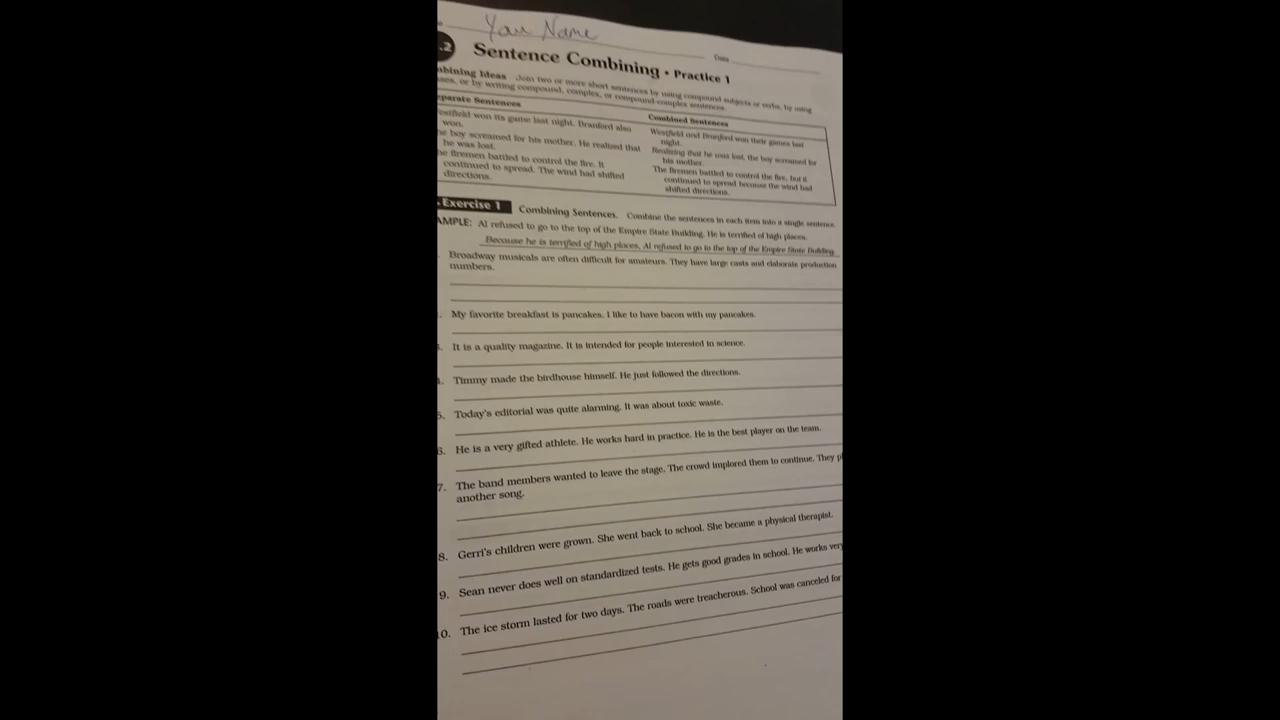 You Name
Date
.2 Sentence Combining • Practice 1
mbining Ideas Join two or more short sentences by using compound subjects or verbs, by using
ases, or by writing compound, complex, or compound-complex sentences.
eparate Sentences
Combined Sentences
estfield won its game last night. Branford also
won.
he boy screamed for his mother. He realized that
he was lost.
he firemen battled to control the fire. It
continued to spread. The wind had shifted
directions.
Westfield and Branford won their games last
night.
Realizing that he was lost, the boy screamed for
his mother.
The firemen battled to control the fire, but it
continued to spread because the wind had
shifted directions.
Exercise 1 Combining Sentences. Combine the sentences in each item into a single sentence.
AMPLE: Al refused to go to the top of the Empire State Building. He is terrified of high places.
Because he is terrified of high places, Al refused to go to the top of the Empire State Building.
. Broadway musicals are often difficult for amateurs. They have large casts and elaborate production
numbers.
. My favorite breakfast is pancakes. I like to have bacon with my pancakes.
. It is a quality magazine. It is intended for people interested in science.
. Timmy made the birdhouse himself. He just followed the directions.
5. Today's editorial was quite alarming. It was about toxic waste.
6. He is a very gifted athlete. He works hard in practice. He is the best player on the team.
7. The band members wanted to leave the stage. The crowd implored them to continue. They pl
another song.
8. Gerri's children were grown. She went back to school. She became a physical therapist.
9. Sean never does well on standardized tests. He gets good grades in school. He works very
10. The ice storm lasted for two days. The roads were treacherous. School was canceled for